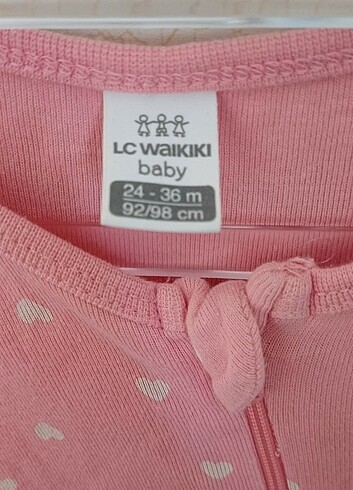 LC WAIKIKI
baby
24 - 36 m
92/98 cm